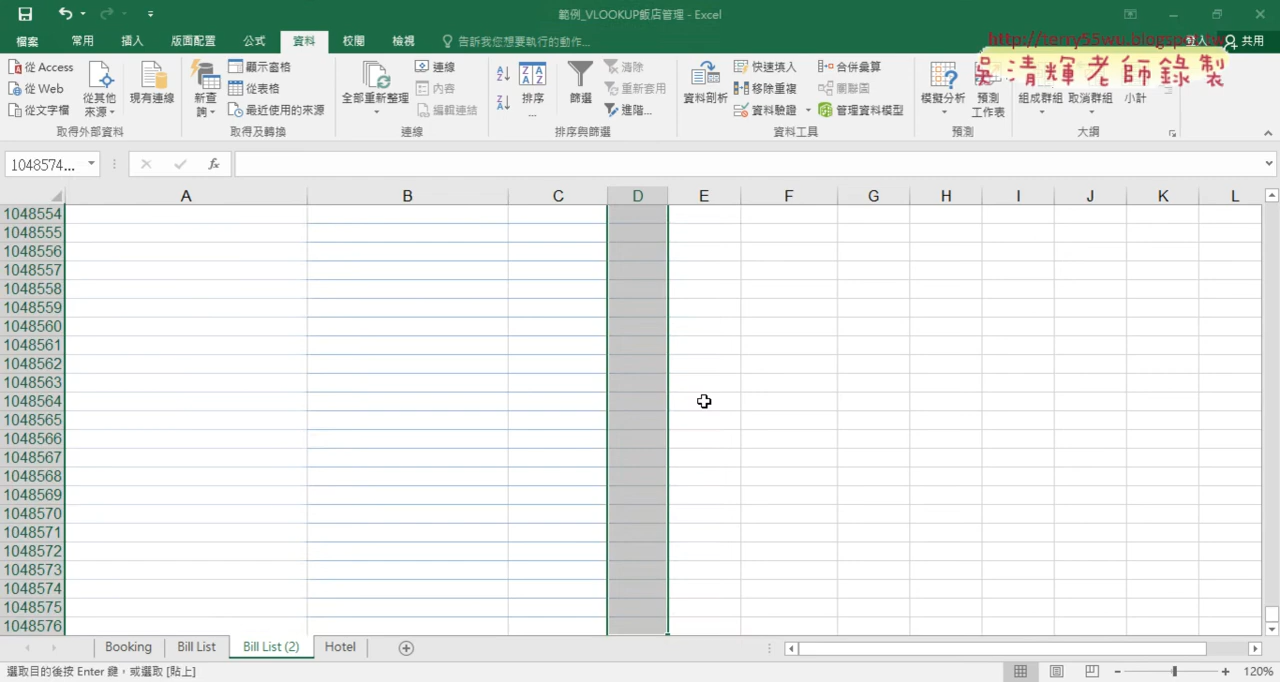 範例_VLOOKUP飯店管理 - Excel
檔案 常用 插入 版面配置 公式 資料 校閱 檢視 告訴我您想要執行的動作... 登入 共用
http://terry55wu.blogspot.tw
吳清輝老師錄製
從 Access
從 Web
從文字檔
從其他來源
現有連線
取得外部資料
新查詢
顯示窗格
從表格
最近使用的來源
取得及轉換
全部重新整理
連線
內容
編輯連結
連線
排序...
篩選
清除
重新套用
進階...
排序與篩選
資料剖析
快速填入
移除重複
資料驗證
合併彙算
關聯圖
管理資料模型
資料工具
模擬分析
預測工作表
預測
組成群組
取消群組
小計
大綱
1048574...
fx
A B C D E F G H I J K L
1048554
1048555
1048556
1048557
1048558
1048559
1048560
1048561
1048562
1048563
1048564
1048565
1048566
1048567
1048568
1048569
1048570
1048571
1048572
1048573
1048574
1048575
1048576
Booking Bill List Bill List (2) Hotel
選取目的後按 Enter 鍵，或選取 [貼上]
120%